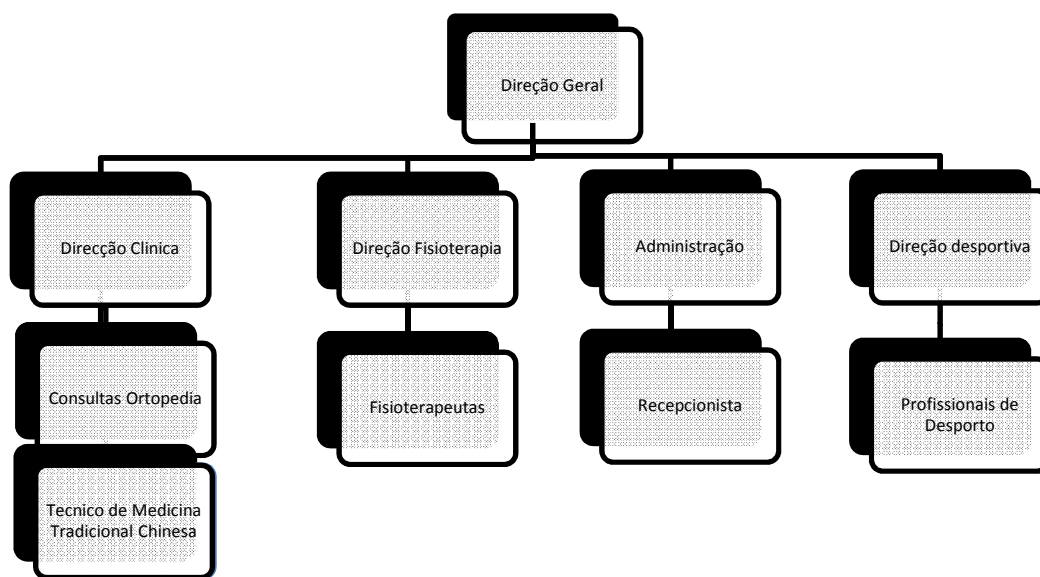 Direção Geral
Direcção Clinica
Direção Fisioterapia
Administração
Direção desportiva
Consultas Ortopedia
Fisioterapeutas
Recepcionista
Profissionais de
Desporto
Tecnico de Medicina
Tradicional Chinesa